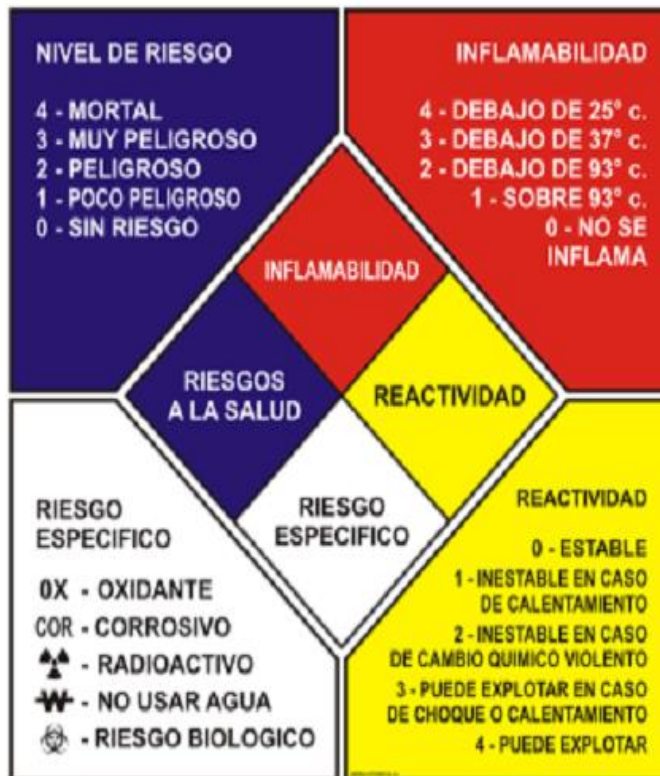 NIVEL DE RIESGO
4 - MORTAL
3 - MUY PELIGROSO
2 - PELIGROSO
1 - POCO PELIGROSO
0 - SIN RIESGO
INFLAMABILIDAD
4 - DEBAJO DE 25° c.
3 - DEBAJO DE 37° c.
2 - DEBAJO DE 93° c.
1 - SOBRE 93° c.
0 - NO SE
INFLAMA
INFLAMABILIDAD
RIESGOS
A LA SALUD
REACTIVIDAD
RIESGO
ESPECIFICO
RIESGO
ESPECIFICO
0X - OXIDANTE
COR - CORROSIVO
- RADIOACTIVO
W - NO USAR AGUA
- RIESGO BIOLOGICO
REACTIVIDAD
0 - ESTABLE
1 - INESTABLE EN CASO
DE CALENTAMIENTO
2 - INESTABLE EN CASO
DE CAMBIO QUIMICO VIOLENTO
3 - PUEDE EXPLOTAR EN CASO
DE CHOQUE O CALENTAMIENTO
4 - PUEDE EXPLOTAR